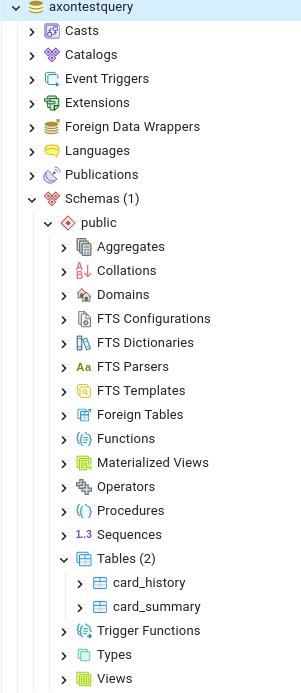 axontestquery
Casts
Catalogs
Event Triggers
Extensions
Foreign Data Wrappers
Languages
Publications
Schemas (1)
public
Aggregates
Collations
Domains
FTS Configurations
FTS Dictionaries
Aa FTS Parsers
FTS Templates
Foreign Tables
Functions
Materialized Views
Operators
Procedures
1.3 Sequences
Tables (2)
card_history
card_summary
Trigger Functions
Types
Views